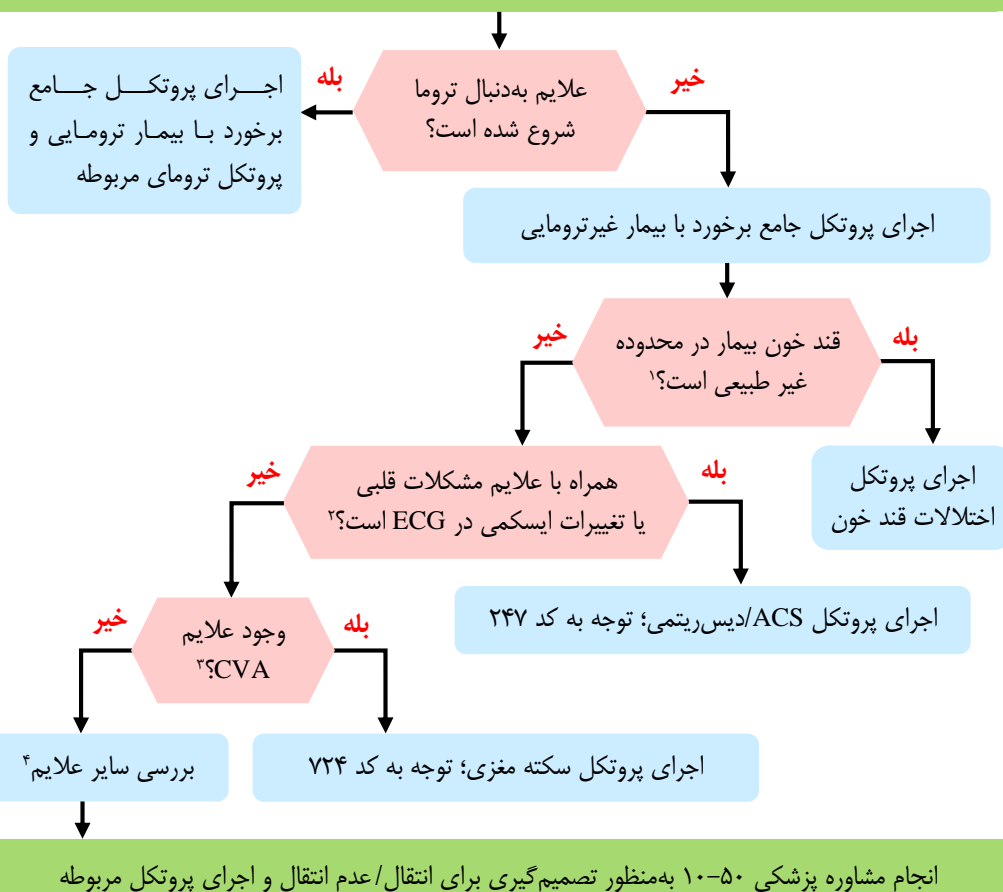 علایم به‌دنبال تروما
شروع شده است؟
بله
خیر
اجـــرای پروتکـــل جـــامع
برخورد بـا بیمـار ترومـایی و
پروتکل ترومای مربوطه
اجرای پروتکل جامع برخورد با بیمار غیرترومایی
قند خون بیمار در محدوده
غیر طبیعی است؟۱
بله
خیر
اجرای پروتکل
اختلالات قند خون
همراه با علایم مشکلات قلبی
یا تغییرات ایسکمی در ECG است؟۲
بله
خیر
اجرای پروتکل ACS/دیس‌ریتمی؛ توجه به کد ۲۴۷
وجود علایم
CVA؟۳
بله
خیر
اجرای پروتکل سکته مغزی؛ توجه به کد ۷۲۴
بررسی سایر علایم۴
انجام مشاوره پزشکی ۵۰-۱۰ به‌منظور تصمیم‌گیری برای انتقال/عدم انتقال و اجرای پروتکل مربوطه